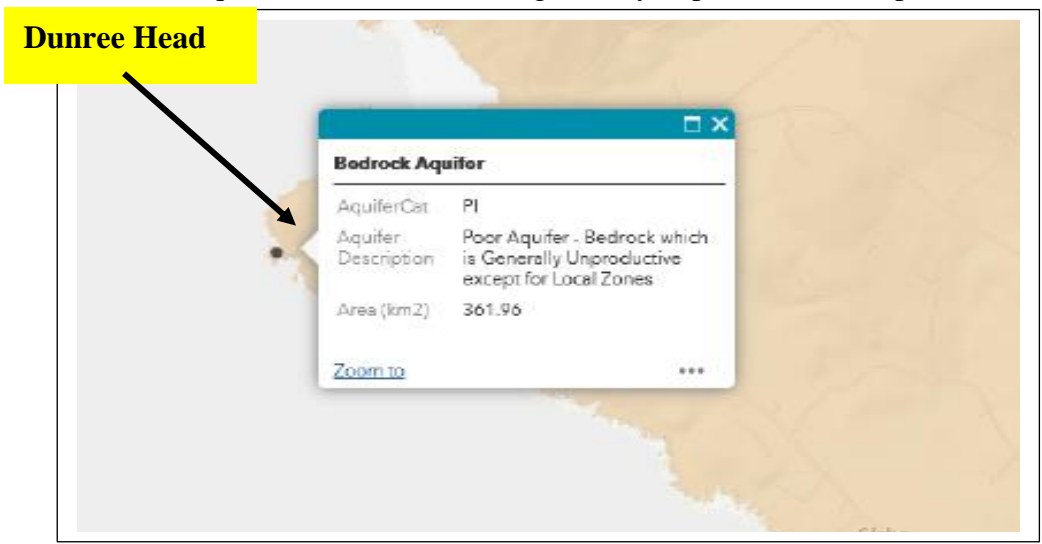 Dunree Head
Bedrock Aquifer
AquiferCat Pl
Aquifer Description Poor Aquifer - Bedrock which
is Generally Unproductive
except for Local Zones
Area (km2) 361.96
Zoom to